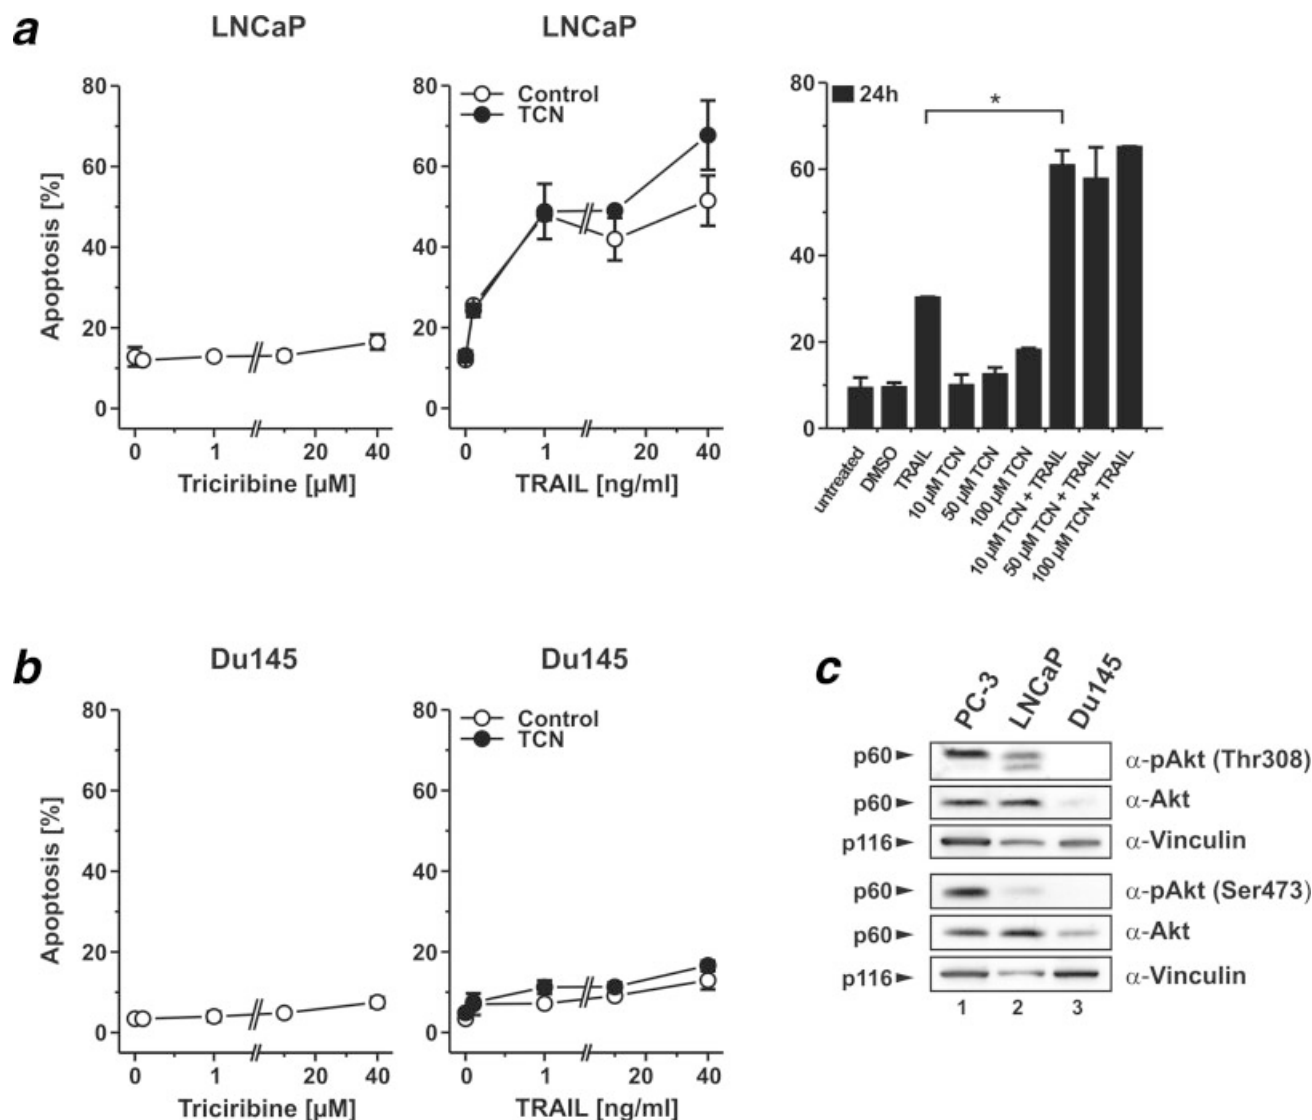 a
LNCaP
LNCaP
80
60
40
20
0
Apoptosis [%]
0 1 20 40
Triciribine [µM]
Control
TCN
80
60
40
20
0
0 1 20 40
TRAIL [ng/ml]
24h
*
80
60
40
20
0
untreated
DMSO
TRAIL
10 µM TCN
50 µM TCN
100 µM TCN
10 µM TCN + TRAIL
50 µM TCN + TRAIL
100 µM TCN + TRAIL
b
Du145
Du145
80
60
40
20
0
Apoptosis [%]
0 1 20 40
Triciribine [µM]
Control
TCN
80
60
40
20
0
0 1 20 40
TRAIL [ng/ml]
c
PC-3 LNCaP Du145
p60 α-pAkt (Thr308)
p60 α-Akt
p116 α-Vinculin
p60 α-pAkt (Ser473)
p60 α-Akt
p116 α-Vinculin
1 2 3